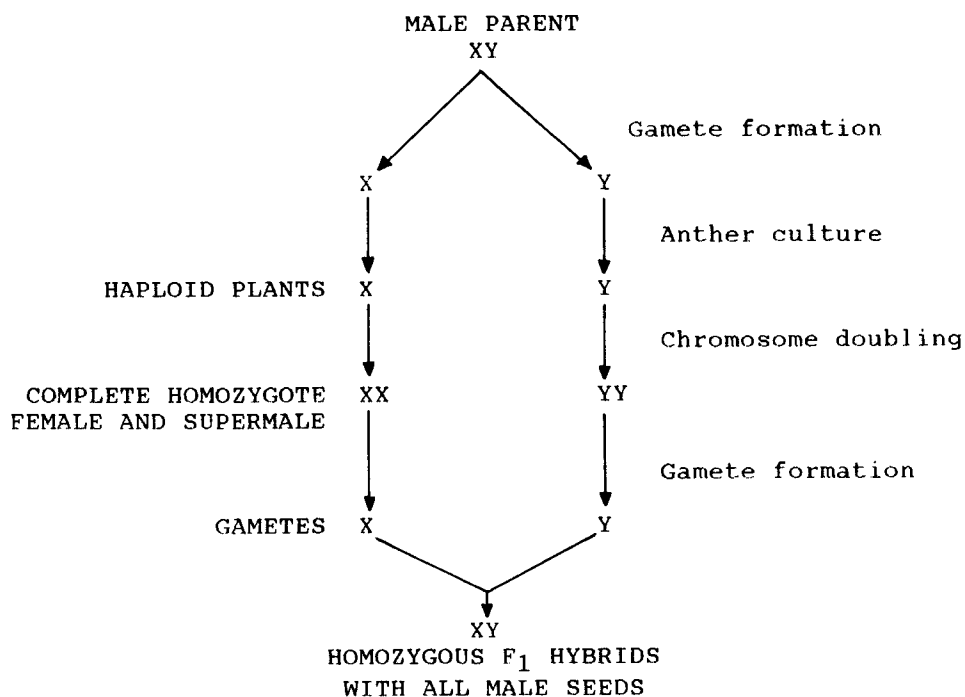 MALE PARENT
XY
Gamete formation
X
Y
Anther culture
HAPLOID PLANTS
X
Y
Chromosome doubling
COMPLETE HOMOZYGOTE
FEMALE AND SUPERMALE
XX
YY
Gamete formation
GAMETES
X
Y
XY
HOMOZYGOUS F1 HYBRIDS
WITH ALL MALE SEEDS